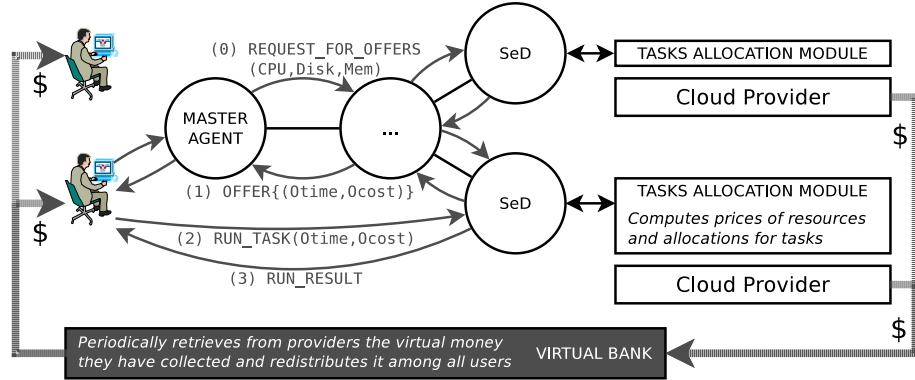 (0) REQUEST_FOR_OFFERS
(CPU,Disk,Mem)
SeD
TASKS ALLOCATION MODULE
$
Cloud Provider
MASTER
AGENT
...
$
(1) OFFER{(Otime,Ocost)}
TASKS ALLOCATION MODULE
SeD
Computes prices of resources
and allocations for tasks
$
(2) RUN_TASK(Otime,Ocost)
(3) RUN_RESULT
Cloud Provider
$
Periodically retrieves from providers the virtual money
they have collected and redistributes it among all users
VIRTUAL BANK